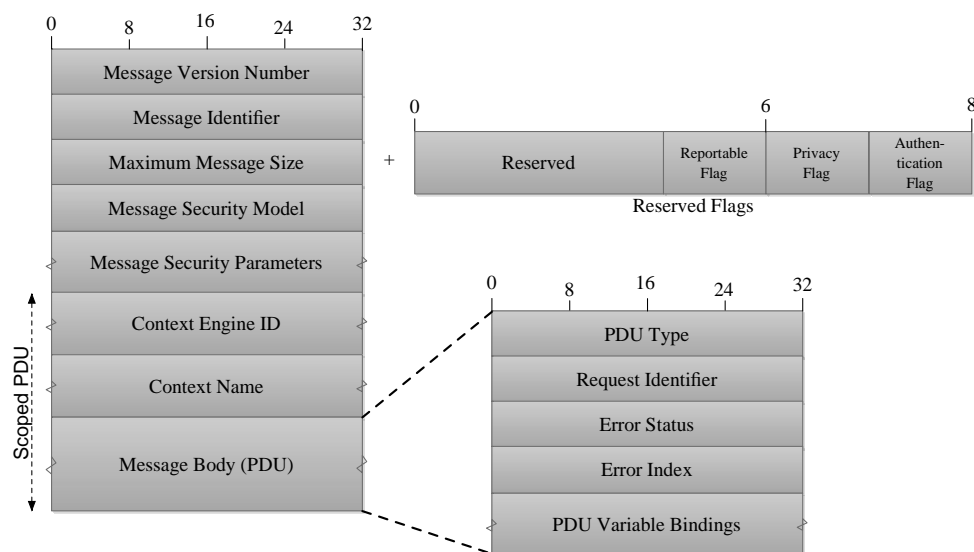 0 8 16 24 32
Message Version Number
Message Identifier
Maximum Message Size
Message Security Model
Message Security Parameters
Context Engine ID
Context Name
Message Body (PDU)
Scoped PDU
+
0 6 8
Reserved
Reportable
Flag
Privacy
Flag
Authen-
tication
Flag
Reserved Flags
0 8 16 24 32
PDU Type
Request Identifier
Error Status
Error Index
PDU Variable Bindings